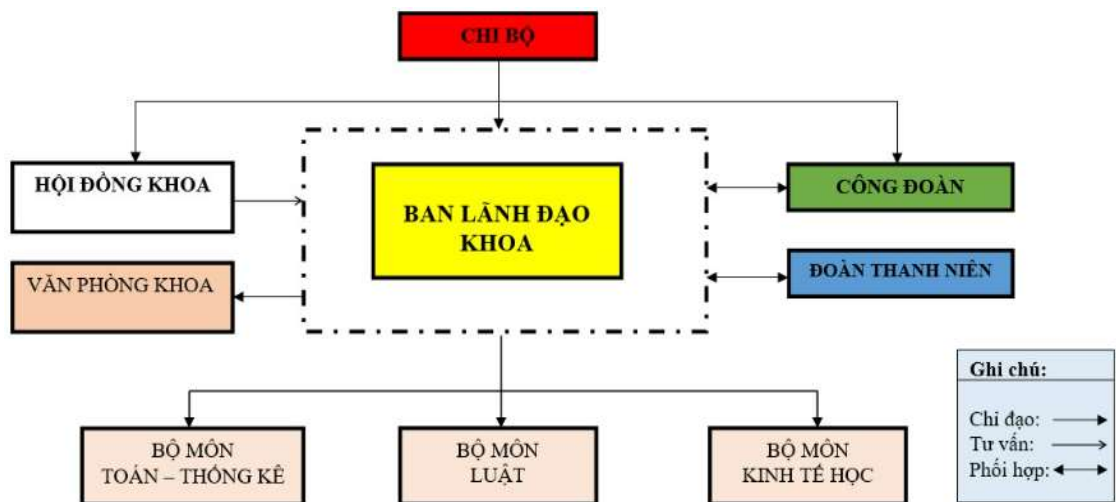 CHI BỘ
HỘI ĐỒNG KHOA
CÔNG ĐOÀN
BAN LÃNH ĐẠO
KHOA
VĂN PHÒNG KHOA
ĐOÀN THANH NIÊN
BỘ MÔN
TOÁN – THỐNG KÊ
BỘ MÔN
LUẬT
BỘ MÔN
KINH TẾ HỌC
Ghi chú:
Chỉ đạo:
Tư vấn:
Phối hợp: